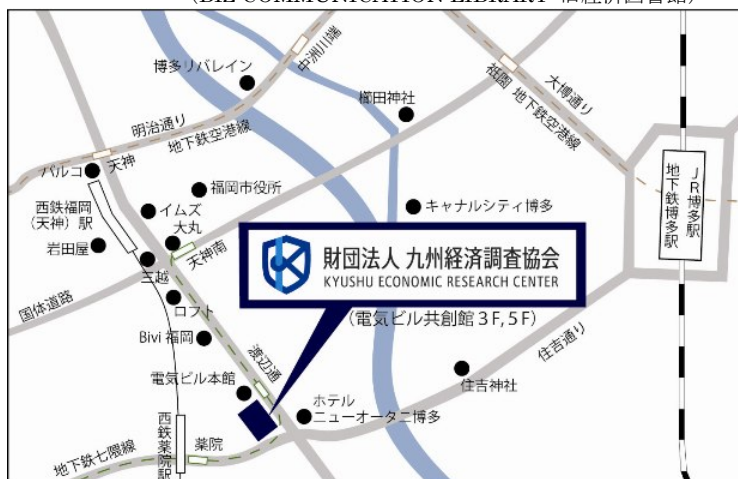 (BIZ COMMUNICATION LIBRARY
中洲川端
博多リバレイン
櫛田神社
祇園
大博通り
地下鉄空港線
明治通り
地下鉄空港線
天神
パルコ
福岡市役所
西鉄福岡
(天神)駅
イムズ
大丸
岩田屋
天神南
三越
キャナルシティ博多
JR博多駅
地下鉄博多駅
財団法人 九州経済調査協会
KYUSHU ECONOMIC RESEARCH CENTER
(電気ビル共創館3F,5F)
国体道路
ロフト
Bivi 福岡
渡辺通
住吉通り
住吉神社
電気ビル本館
ホテル
ニューオータニ博多
西鉄薬院駅
薬院
地下鉄七隈線